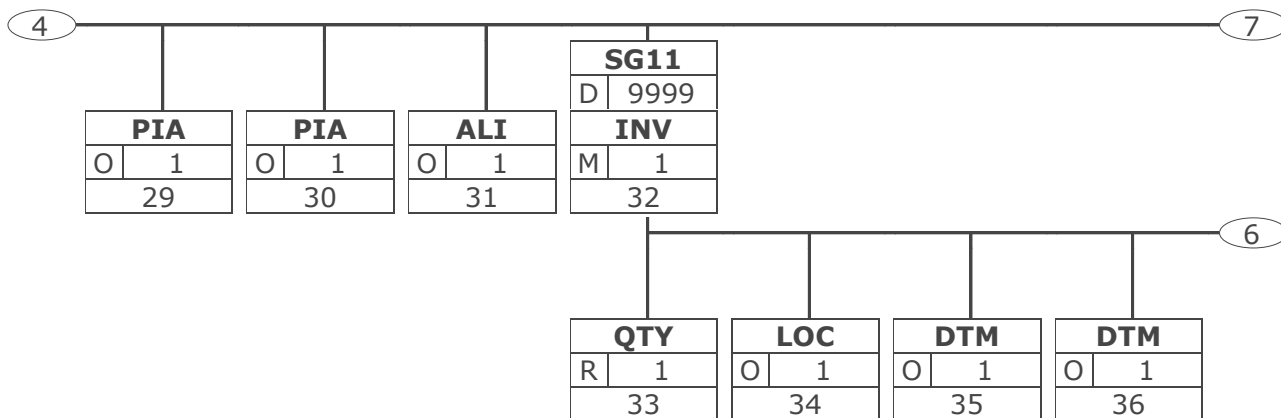 4 7
SG11
D 9999
PIA PIA ALI INV
O 1 O 1 O 1 M 1
29 30 31 32
6
QTY LOC DTM DTM
R 1 O 1 O 1 O 1
33 34 35 36